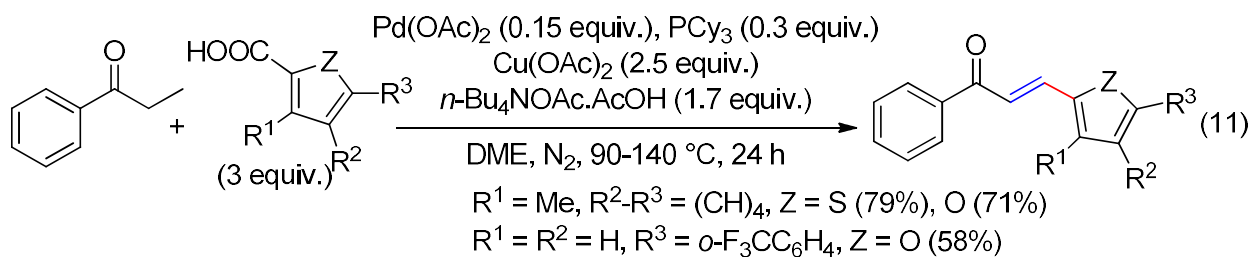 Pd(OAc)₂ (0.15 equiv.), PCy₃ (0.3 equiv.)
Cu(OAc)₂ (2.5 equiv.)
n-Bu₄NOAc.AcOH (1.7 equiv.)
O
+
HOOC
Z
R³
R¹
R²
(3 equiv.)
DME, N₂, 90-140 °C, 24 h
O
Z
R³
R¹
R²
(11)
R¹ = Me, R²-R³ = (CH)₄, Z = S (79%), O (71%)
R¹ = R² = H, R³ = o-F₃CC₆H₄, Z = O (58%)